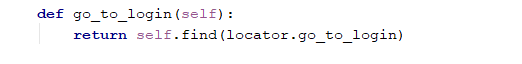 def go_to_login(self):
    return self.find(locator.go_to_login)